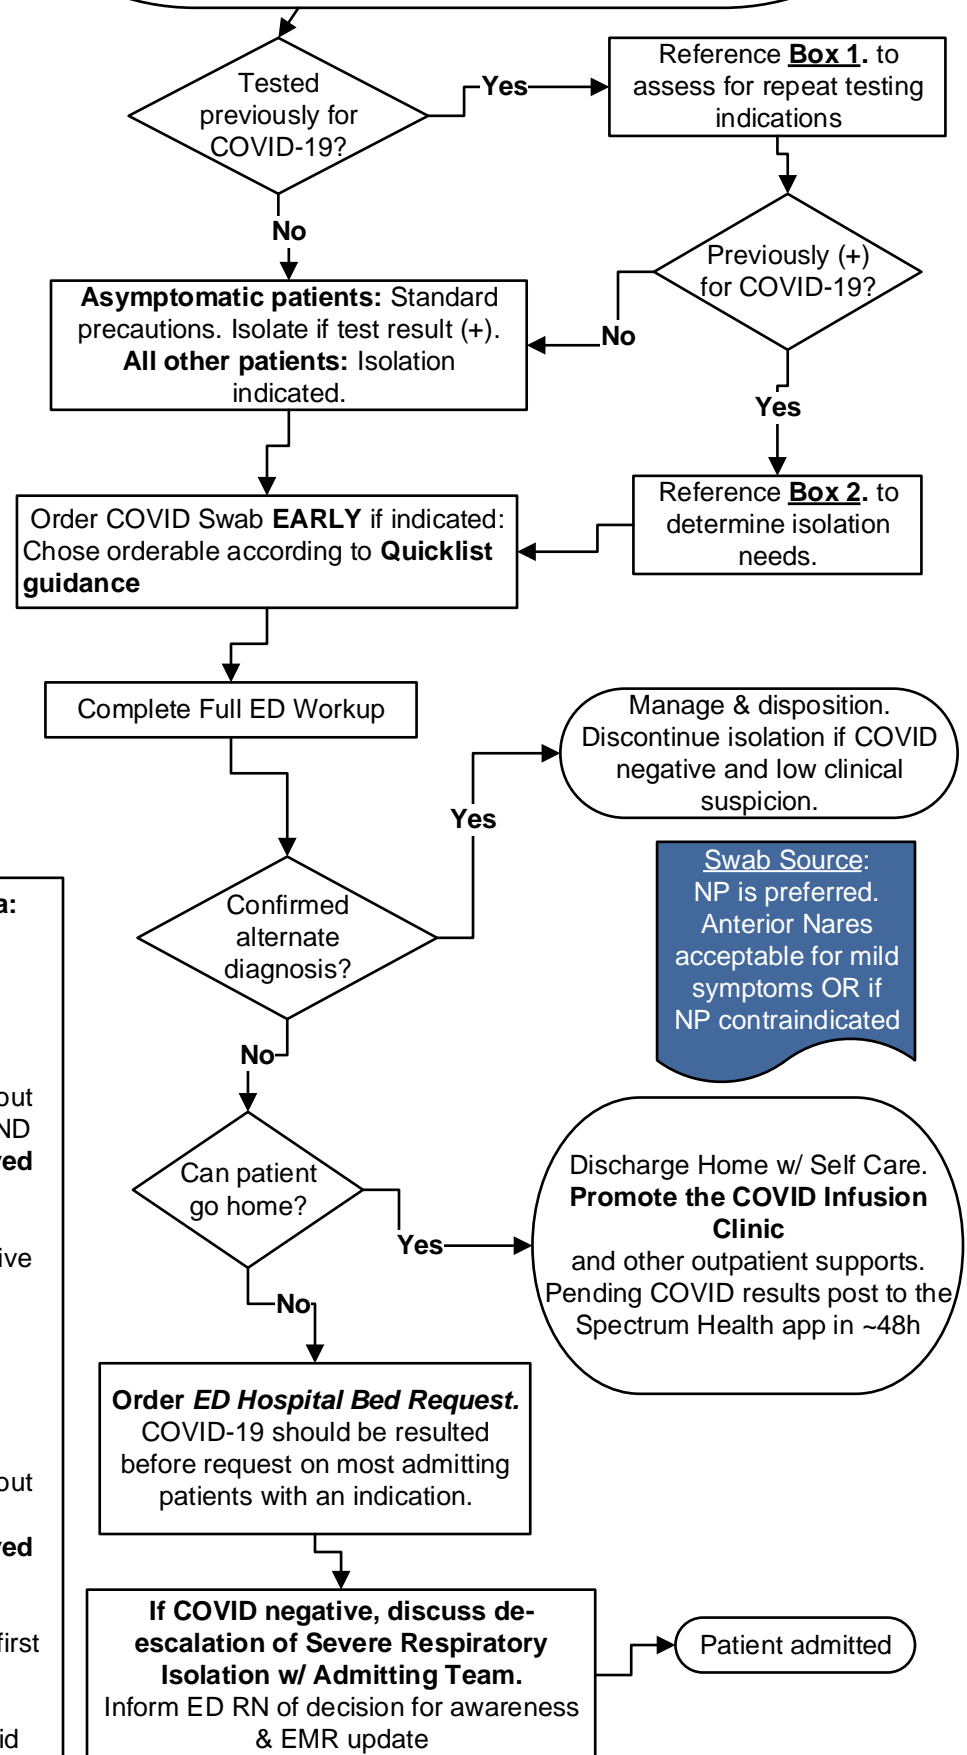 Tested
previously for
COVID-19?
Yes
Reference Box 1. to
assess for repeat testing
indications
No
Previously (+)
for COVID-19?
No
Yes
Asymptomatic patients: Standard
precautions. Isolate if test result (+).
All other patients: Isolation
indicated.
Reference Box 2. to
determine isolation
needs.
Order COVID Swab EARLY if indicated:
Chose orderable according to Quicklist
guidance
Complete Full ED Workup
Manage & disposition.
Discontinue isolation if COVID
negative and low clinical
suspicion.
Yes
Confirmed
alternate
diagnosis?
Swab Source:
NP is preferred.
Anterior Nares
acceptable for mild
symptoms OR if
NP contraindicated
No
Can patient
go home?
Yes
Discharge Home w/ Self Care.
Promote the COVID Infusion
Clinic
and other outpatient supports.
Pending COVID results post to the
Spectrum Health app in ~48h
No
Order ED Hospital Bed Request.
COVID-19 should be resulted
before request on most admitting
patients with an indication.
If COVID negative, discuss de-
escalation of Severe Respiratory
Isolation w/ Admitting Team.
Inform ED RN of decision for awareness
& EMR update
Patient admitted
first